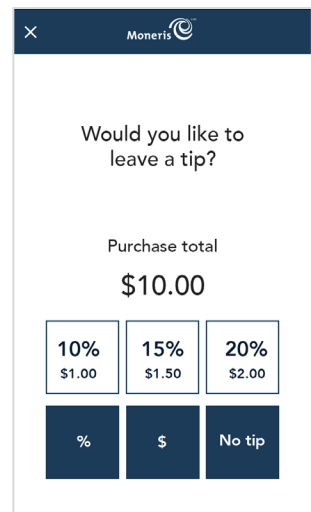 Moneris
Would you like to
leave a tip?
Purchase total
$10.00
10% 15% 20%
$1.00 $1.50 $2.00
% $ No tip